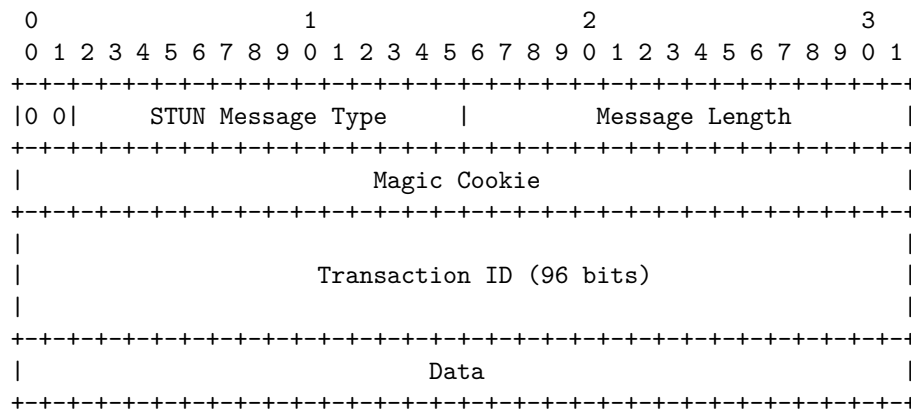 0                   1                   2                   3
0 1 2 3 4 5 6 7 8 9 0 1 2 3 4 5 6 7 8 9 0 1 2 3 4 5 6 7 8 9 0 1
+-+-+-+-+-+-+-+-+-+-+-+-+-+-+-+-+-+-+-+-+-+-+-+-+-+-+-+-+-+-+-+-+
|0 0|     STUN Message Type     |         Message Length        |
+-+-+-+-+-+-+-+-+-+-+-+-+-+-+-+-+-+-+-+-+-+-+-+-+-+-+-+-+-+-+-+-+
|                         Magic Cookie                          |
+-+-+-+-+-+-+-+-+-+-+-+-+-+-+-+-+-+-+-+-+-+-+-+-+-+-+-+-+-+-+-+-+
|                                                               |
|                     Transaction ID (96 bits)                  |
|                                                               |
+-+-+-+-+-+-+-+-+-+-+-+-+-+-+-+-+-+-+-+-+-+-+-+-+-+-+-+-+-+-+-+-+
|                             Data                              |
+-+-+-+-+-+-+-+-+-+-+-+-+-+-+-+-+-+-+-+-+-+-+-+-+-+-+-+-+-+-+-+-+